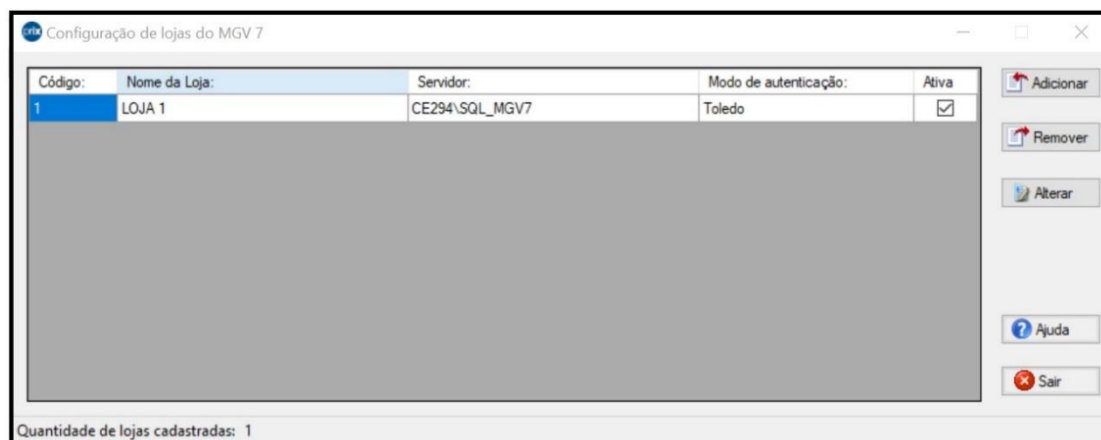 prix Configuração de lojas do MGV 7
Código: Nome da Loja: Servidor: Modo de autenticação: Ativa
1 LOJA 1 CE294\SQL_MGV7 Toledo
Adicionar
Remover
Alterar
Ajuda
Sair
Quantidade de lojas cadastradas: 1